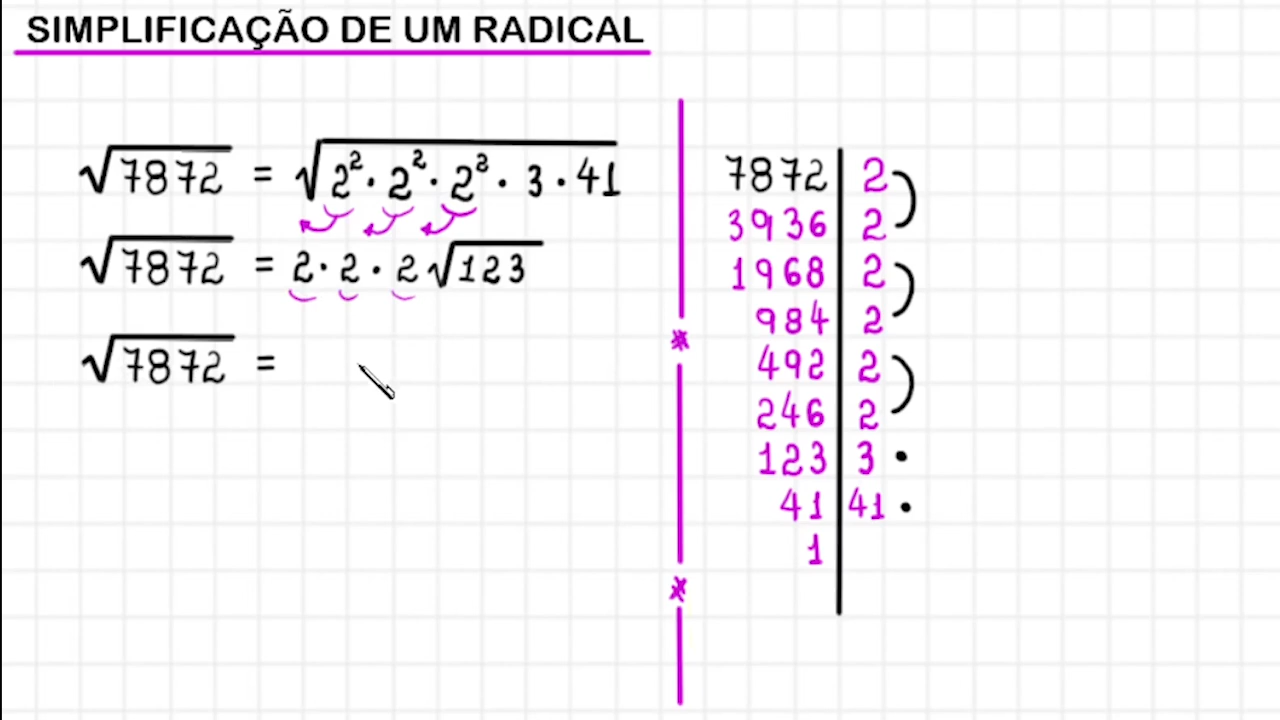 SIMPLIFICAÇÃO DE UM RADICAL
√7872 = √2² · 2² · 2² · 3 · 41
√7872 = 2 · 2 · 2 √123
√7872 =
7872 | 2
3936 | 2
1968 | 2
984 | 2
492 | 2
246 | 2
123 | 3 •
41 | 41 •
1